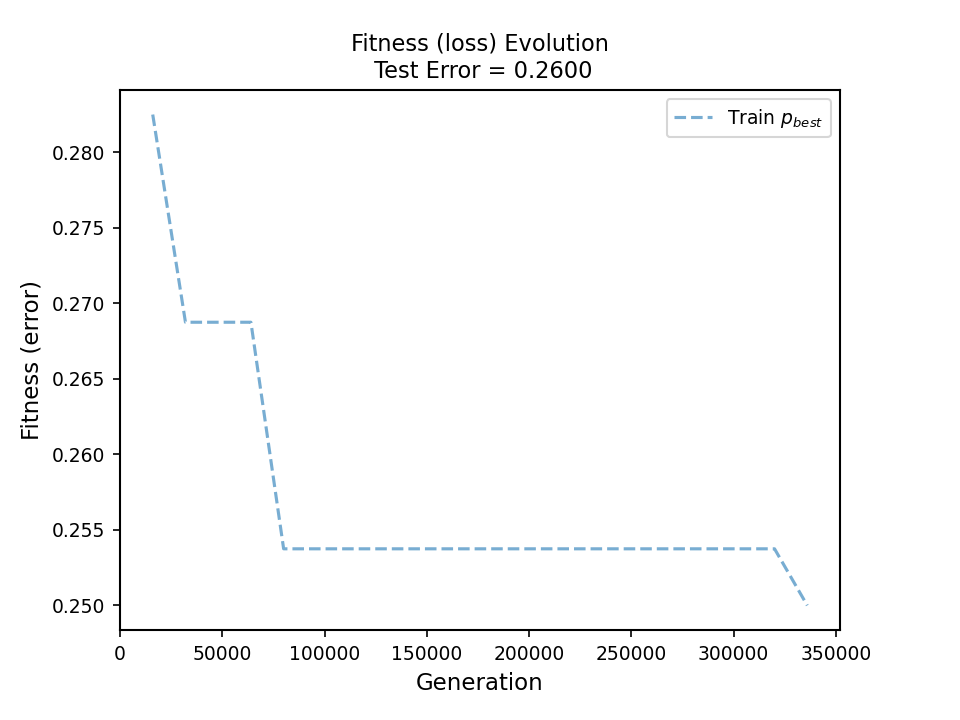 Fitness (loss) Evolution
Test Error = 0.2600
Train p_best
Fitness (error)
0.280
0.275
0.270
0.265
0.260
0.255
0.250
0 50000 100000 150000 200000 250000 300000 350000
Generation